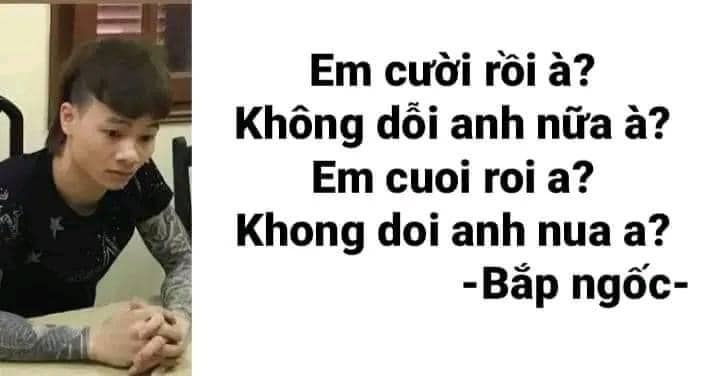 Em cười rồi à?
Không dỗi anh nữa à?
Em cuoi roi a?
Khong doi anh nua a?
-Bắp ngốc-